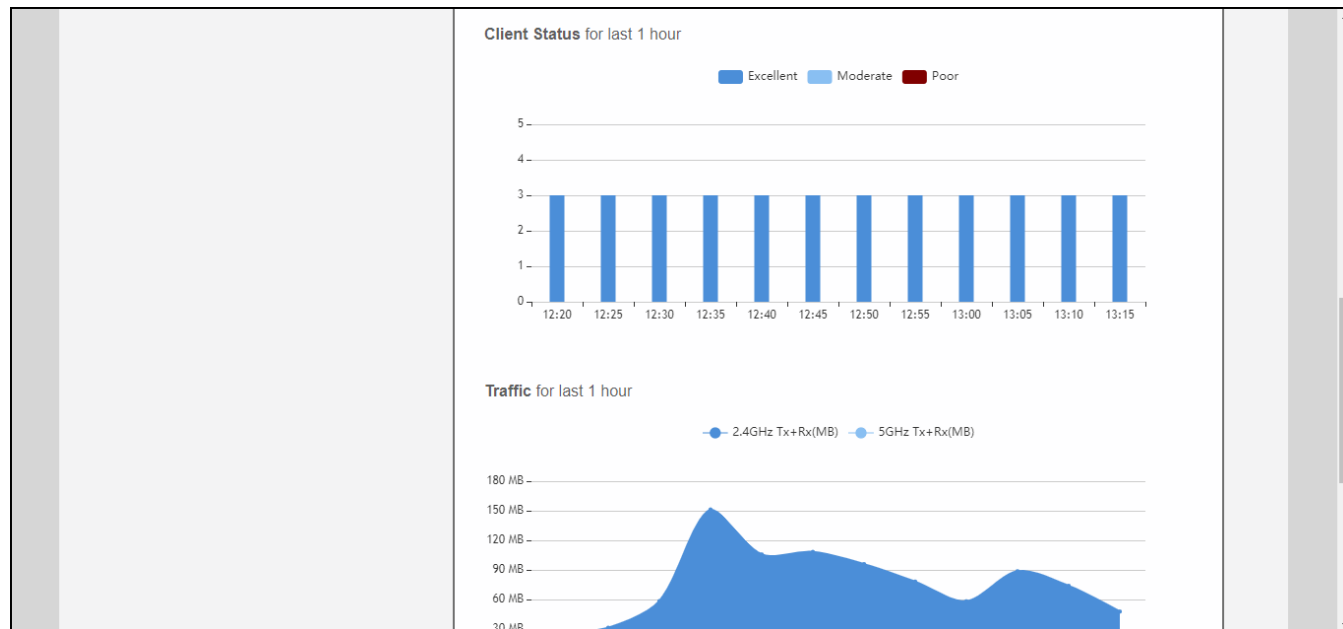 Client Status for last 1 hour
Excellent Moderate Poor
5
4
3
2
1
0
12:20 12:25 12:30 12:35 12:40 12:45 12:50 12:55 13:00 13:05 13:10 13:15
Traffic for last 1 hour
2.4GHz Tx+Rx(MB) 5GHz Tx+Rx(MB)
180 MB
150 MB
120 MB
90 MB
60 MB
30 MB